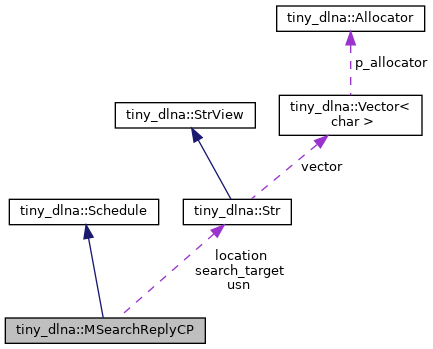 tiny_dlna::Allocator
p_allocator
tiny_dlna::Vector<
char >
tiny_dlna::StrView
vector
tiny_dlna::Schedule
tiny_dlna::Str
location
search_target
usn
tiny_dlna::MSearchReplyCP